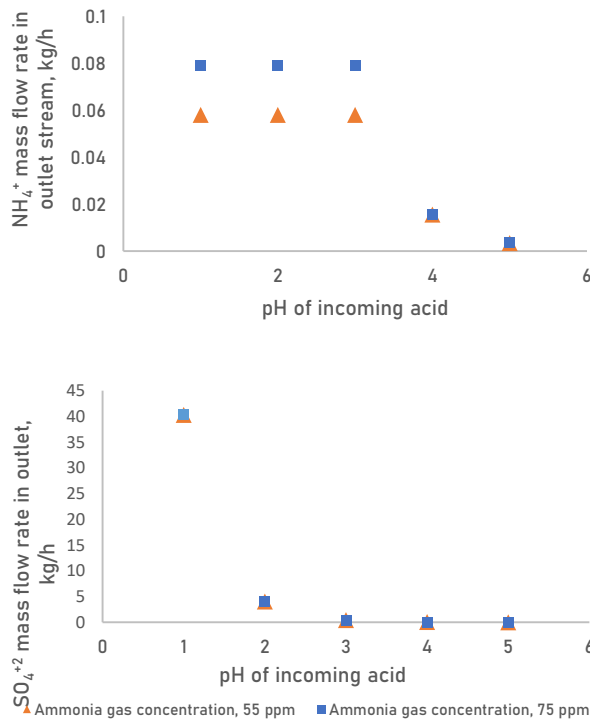 NH₄⁺ mass flow rate in
outlet stream, kg/h
0.1
0.08
0.06
0.04
0.02
0
0 1 2 3 4 5 6
pH of incoming acid
SO₄⁺² mass flow rate in outlet,
kg/h
45
40
35
30
25
20
15
10
5
0
0 1 2 3 4 5 6
pH of incoming acid
Ammonia gas concentration, 55 ppm Ammonia gas concentration, 75 ppm